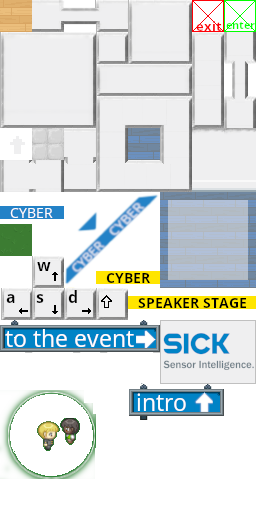 exit enter
CYBER
CYBER CYBER
w
CYBER
a s d
SPEAKER STAGE
to the event
SICK
Sensor Intelligence.
intro